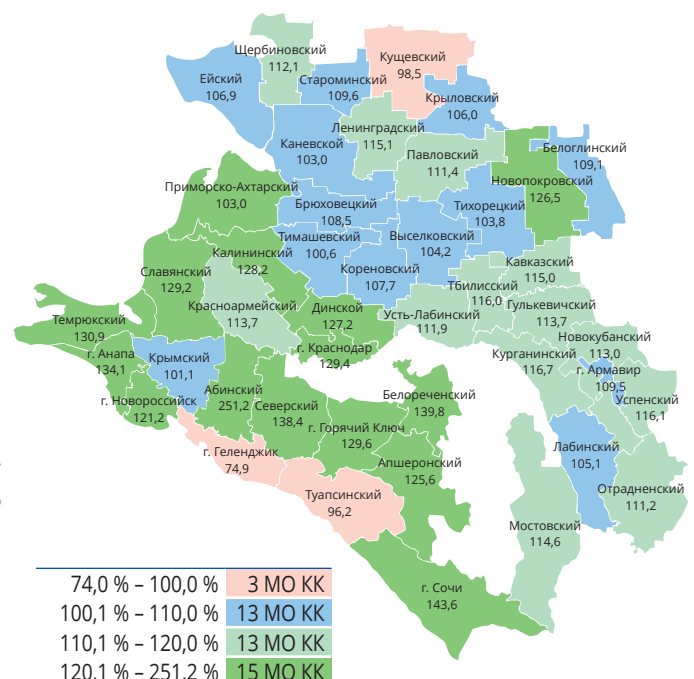 Щербиновский
112,1
Кущевский
98,5
Ейский
106,9
Староминский
109,6
Крыловский
106,0
Ленинградский
115,1
Каневской
103,0
Павловский
111,4
Белоглинский
109,1
Новопокровский
126,5
Приморско-Ахтарский
103,0
Брюховецкий
108,5
Тихорецкий
103,8
Тимашевский
100,6
Выселковский
104,2
Калининский
128,2
Славянский
129,2
Кореновский
107,7
Кавказский
115,0
Тбилисский
116,0
Красноармейский
113,7
Динской
127,2
Усть-Лабинский
111,9
Гулькевичский
113,7
Темрюкский
130,9
г. Краснодар
129,4
Новокубанский
113,0
г. Анапа
134,1
Крымский
101,1
Курганинский
116,7
г. Армавир
109,5
г. Новороссийск
121,2
Абинский
251,2
Северский
138,4
Белореченский
139,8
Успенский
116,1
г. Горячий Ключ
129,6
г. Геленджик
74,9
Апшеронский
125,6
Лабинский
105,1
Туапсинский
96,2
Отрадненский
111,2
Мостовский
114,6
г. Сочи
143,6
74,0 % – 100,0 % 3 МО КК
100,1 % – 110,0 % 13 МО КК
110,1 % – 120,0 % 13 МО КК
120,1 % – 251,2 % 15 МО КК